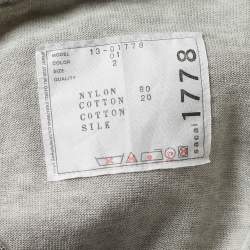 MODEL 13-01778
COLOR 01
SIZE 2
QUALITY
NYLON 80
COTTON 20
COTTON
SILK
sacai 1778